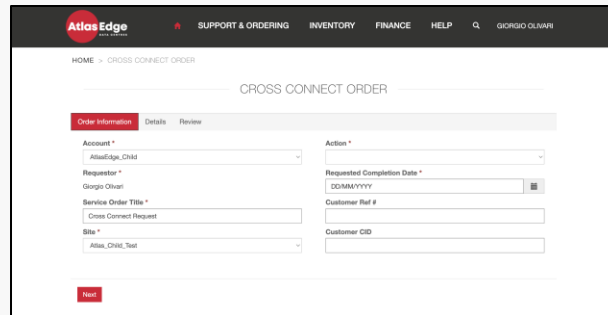 AtlasEdge
DATA CENTRES
SUPPORT & ORDERING INVENTORY FINANCE HELP GIORGIO OLIVARI
HOME > CROSS CONNECT ORDER
CROSS CONNECT ORDER
Order Information Details Review
Account * Action *
AtlasEdge_Child
Requestor * Requested Completion Date *
Giorgio Olivari DD/MM/YYYY
Service Order Title * Customer Ref #
Cross Connect Request
Site * Customer CID
Atlas_Child_Test
Next